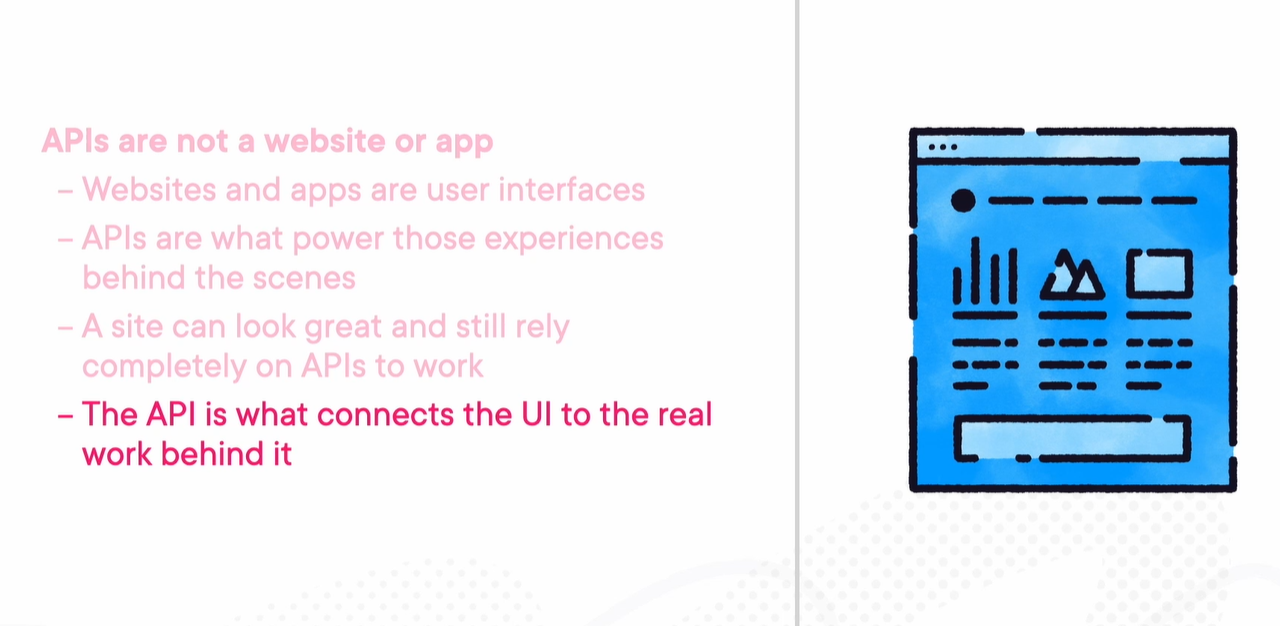 APIs are not a website or app
– Websites and apps are user interfaces
– APIs are what power those experiences
behind the scenes
– A site can look great and still rely
completely on APIs to work
– The API is what connects the UI to the real
work behind it